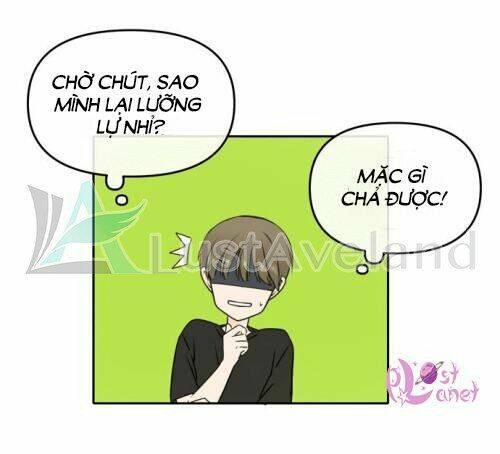 CHỜ CHÚT, SAO
MÌNH LẠI LƯỠNG
LỰ NHỈ?
MẶC GÌ
CHẢ ĐƯỢC!
LustAveland
Lost
Planet